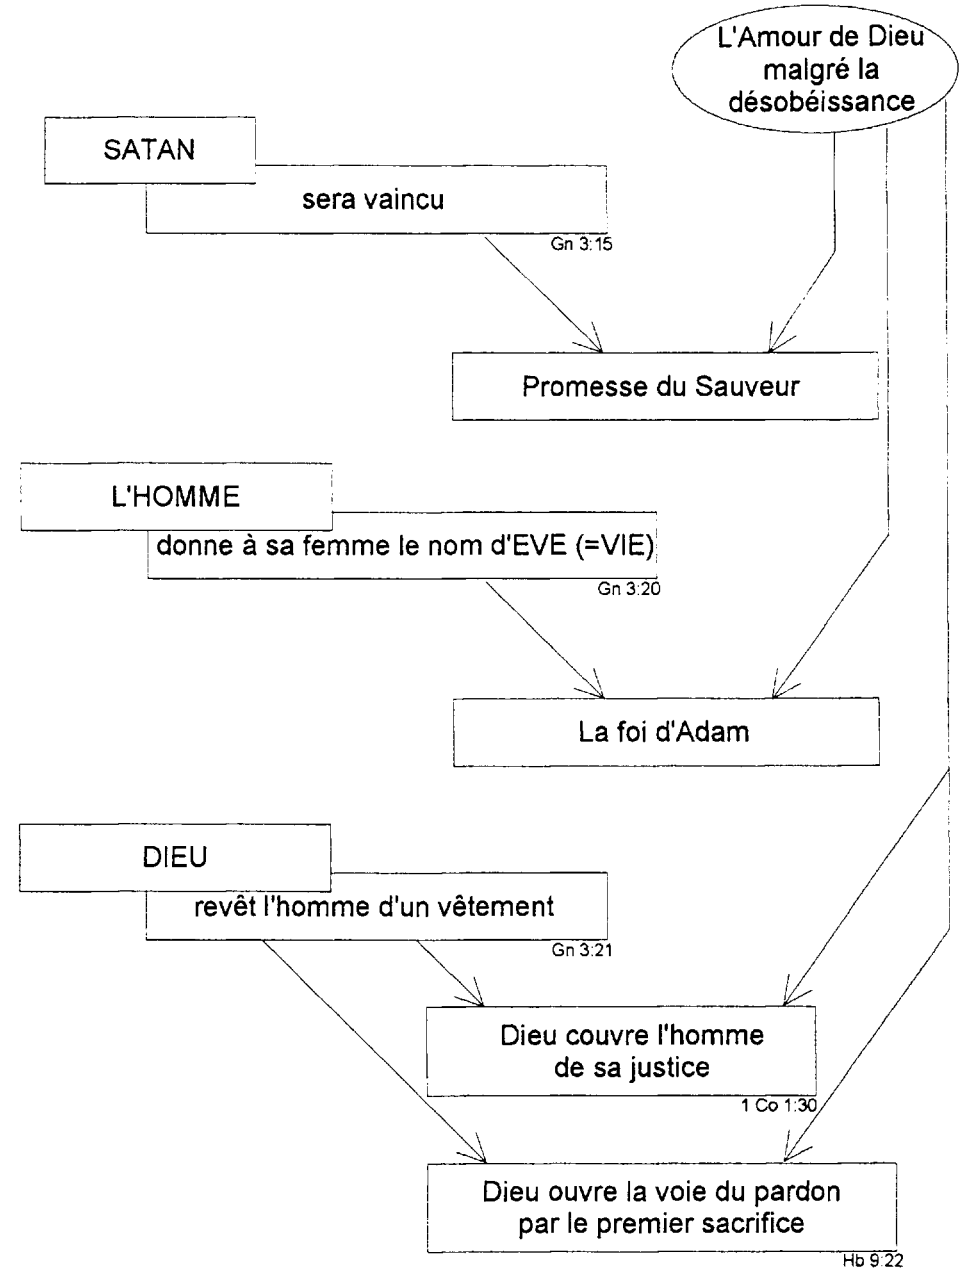 L'Amour de Dieu
malgré la
désobéissance
SATAN
sera vaincu
Gn 3:15
Promesse du Sauveur
L'HOMME
donne à sa femme le nom d'EVE (=VIE)
Gn 3:20
La foi d'Adam
DIEU
revêt l'homme d'un vêtement
Gn 3:21
Dieu couvre l'homme
de sa justice
1 Co 1:30
Dieu ouvre la voie du pardon
par le premier sacrifice
Hb 9:22